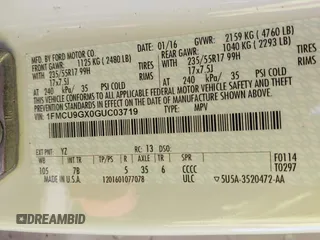 MFD. BY FORD MOTOR CO.
DATE: 01/16 GVWR: 2159 KG ( 4760 LB)
FRONT GAWR: 1125 KG ( 2480 LB) REAR GAWR: 1040 KG ( 2293 LB)
235/55R17 99H 235/55R17 99H
17x7.5J 17x7.5J
AT 240 kPa/ 35 PSI COLD AT 240 kPa/ 35 PSI COLD
THIS VEHICLE CONFORMS TO ALL APPLICABLE FEDERAL MOTOR VEHICLE SAFETY AND THEFT
PREVENTION STANDARDS IN EFFECT ON THE DATE OF MANUFACTURE SHOWN ABOVE.
VIN: 1FMCU9GX0GUC03719
TYPE: MPV
EXT PNT: YZ RC: 13 DSO:
F0114
T0297
WB INT TR TP/PS R AXLE TR SPR
105 7B 5 35 6 CCCC
MADE IN U.S.A. 1201601077078 ULC 5U5A-3520472-AA
DREAMBID